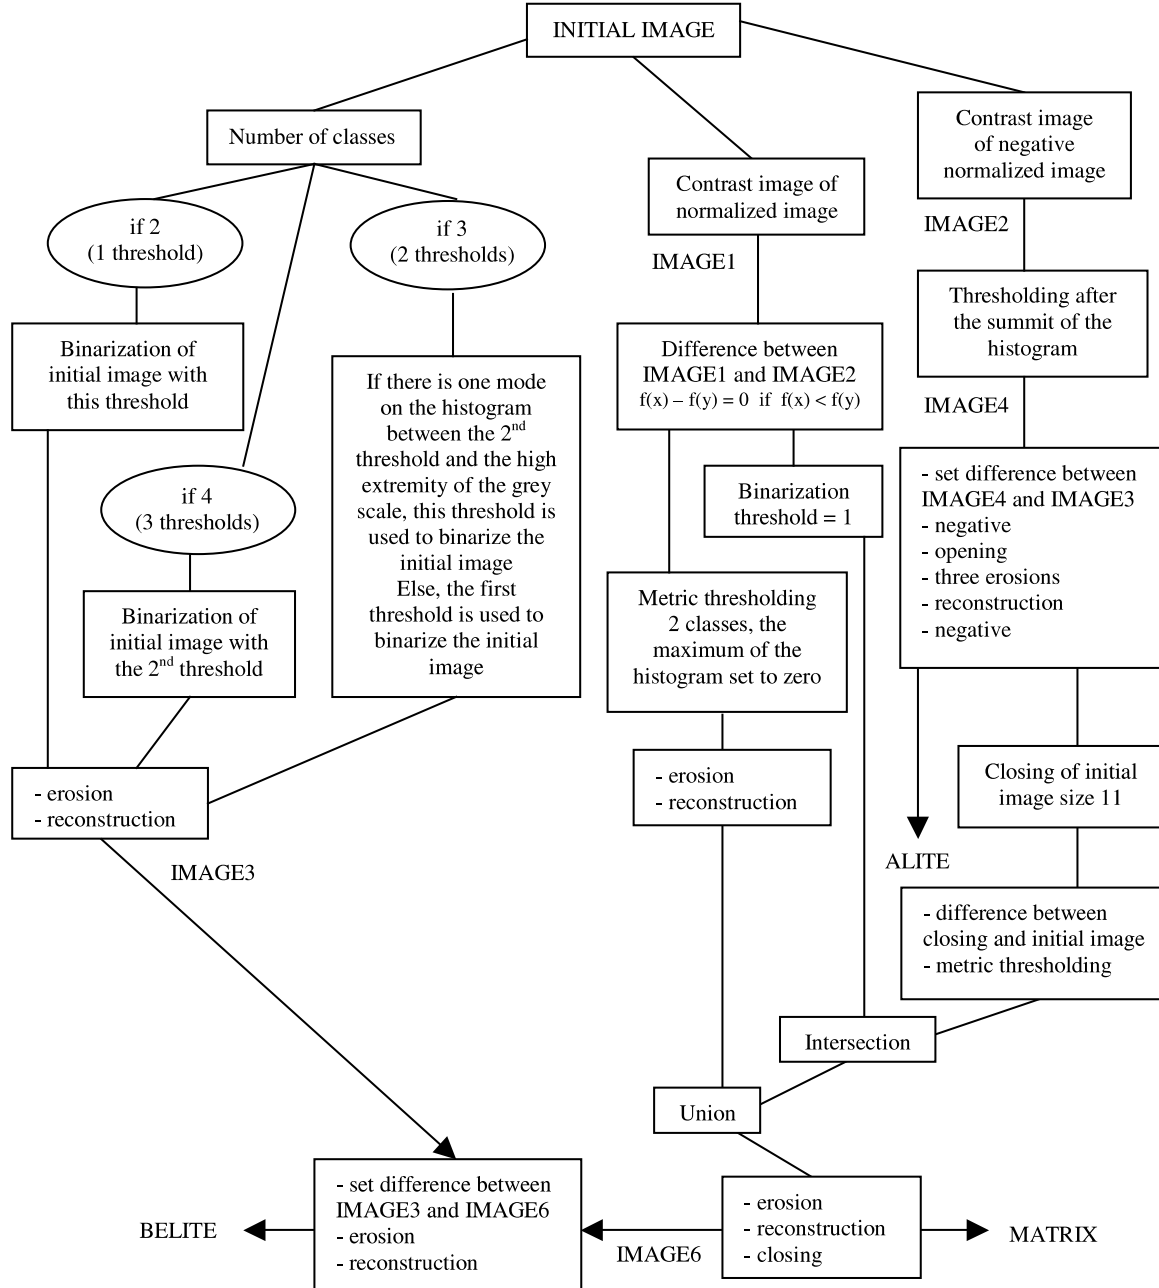 INITIAL IMAGE
Number of classes
if 2
(1 threshold)
Binarization of
initial image with
this threshold
if 4
(3 thresholds)
Binarization of
initial image with
the 2nd threshold
if 3
(2 thresholds)
If there is one mode
on the histogram
between the 2nd
threshold and the high
extremity of the grey
scale, this threshold is
used to binarize the
initial image
Else, the first
threshold is used to
binarize the initial
image
- erosion
- reconstruction
IMAGE3
Contrast image of
normalized image
IMAGE1
Difference between
IMAGE1 and IMAGE2
f(x) – f(y) = 0 if f(x) < f(y)
Binarization
threshold = 1
Metric thresholding
2 classes, the
maximum of the
histogram set to zero
- erosion
- reconstruction
Contrast image
of negative
normalized image
IMAGE2
Thresholding after
the summit of the
histogram
IMAGE4
- set difference between
IMAGE4 and IMAGE3
- negative
- opening
- three erosions
- reconstruction
- negative
ALITE
Closing of initial
image size 11
- difference between
closing and initial image
- metric thresholding
Intersection
Union
- erosion
- reconstruction
- closing
MATRIX
IMAGE6
- set difference between
IMAGE3 and IMAGE6
- erosion
- reconstruction
BELITE